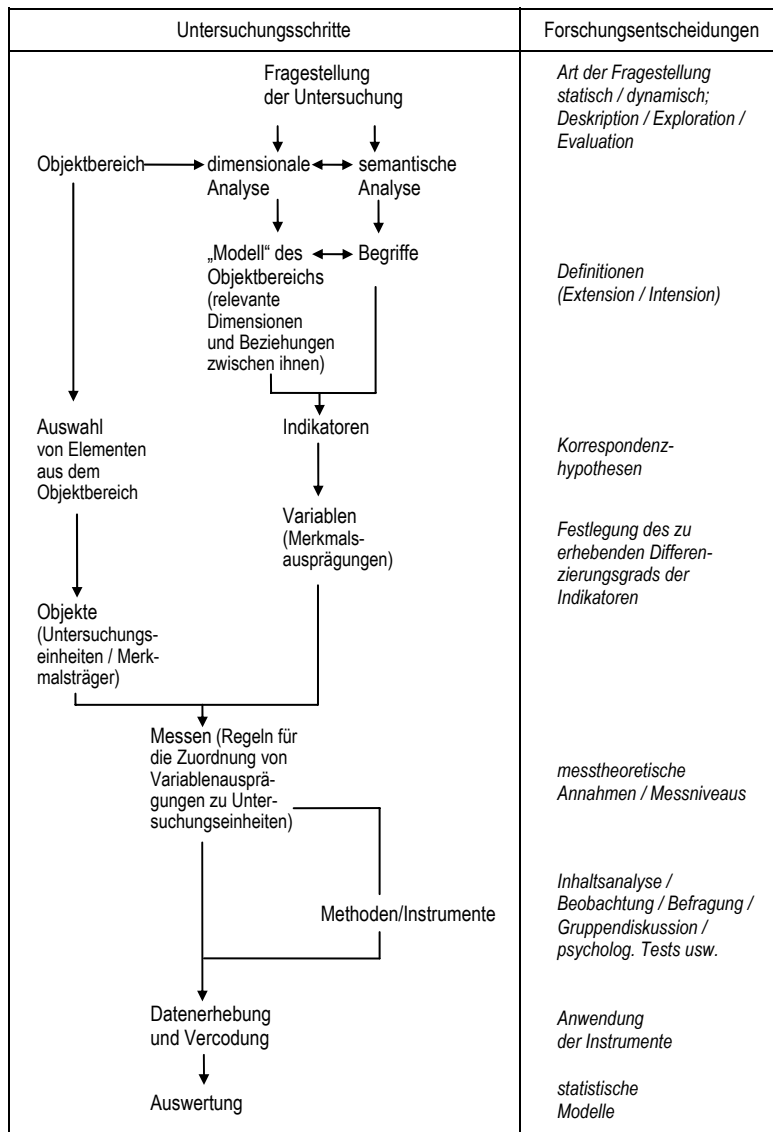 Untersuchungsschritte
Forschungsentscheidungen
Fragestellung
der Untersuchung
Art der Fragestellung
statisch / dynamisch;
Deskription / Exploration /
Evaluation
Objektbereich
dimensionale
Analyse
semantische
Analyse
„Modell“ des
Objektbereichs
(relevante
Dimensionen
und Beziehungen
zwischen ihnen)
Begriffe
Definitionen
(Extension / Intension)
Auswahl
von Elementen
aus dem
Objektbereich
Indikatoren
Korrespondenz-
hypothesen
Variablen
(Merkmals-
ausprägungen)
Festlegung des zu
erhebenden Differen-
zierungsgrads der
Indikatoren
Objekte
(Untersuchungs-
einheiten / Merk-
malsträger)
Messen (Regeln für
die Zuordnung von
Variablenausprä-
gungen zu Unter-
suchungseinheiten)
messtheoretische
Annahmen / Messniveaus
Methoden/Instrumente
Inhaltsanalyse /
Beobachtung / Befragung /
Gruppendiskussion /
psycholog. Tests usw.
Datenerhebung
und Vercodung
Anwendung
der Instrumente
Auswertung
statistische
Modelle